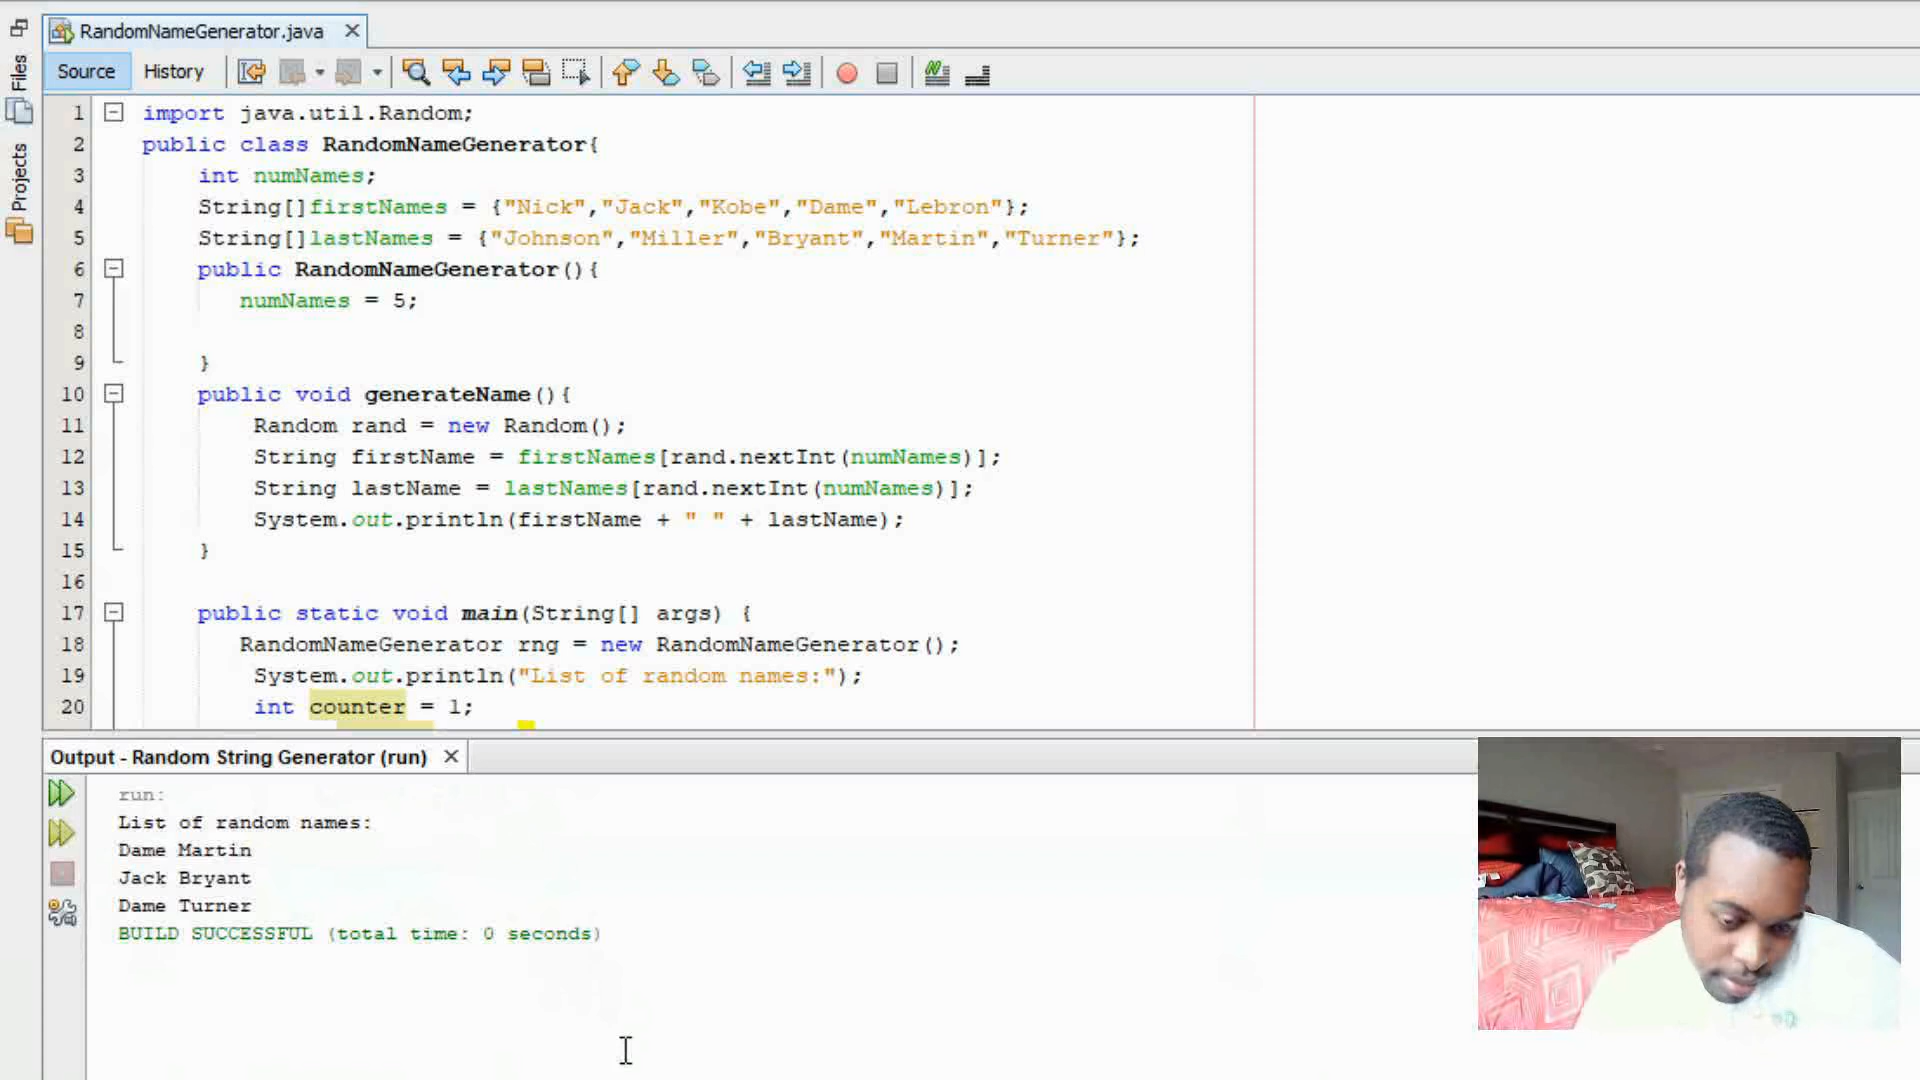 RandomNameGenerator.java
Source History
Files
Projects
1 import java.util.Random;
2 public class RandomNameGenerator{
3 int numNames;
4 String[]firstNames = {"Nick","Jack","Kobe","Dame","Lebron"};
5 String[]lastNames = {"Johnson","Miller","Bryant","Martin","Turner"};
6 public RandomNameGenerator(){
7 numNames = 5;
8
9 }
10 public void generateName(){
11 Random rand = new Random();
12 String firstName = firstNames[rand.nextInt(numNames)];
13 String lastName = lastNames[rand.nextInt(numNames)];
14 System.out.println(firstName + " " + lastName);
15 }
16
17 public static void main(String[] args) {
18 RandomNameGenerator rng = new RandomNameGenerator();
19 System.out.println("List of random names:");
20 int counter = 1;
Output - Random String Generator (run)
run:
List of random names:
Dame Martin
Jack Bryant
Dame Turner
BUILD SUCCESSFUL (total time: 0 seconds)